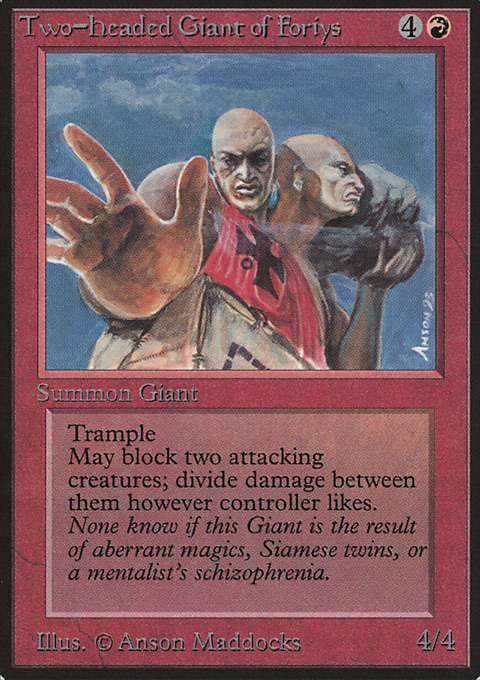 Two-Headed Giant of Foriys 4
ANSON 93
Summon Giant
Trample
May block two attacking
creatures; divide damage between
them however controller likes.
None know if this Giant is the result
of aberrant magics, Siamese twins, or
a mentalist's schizophrenia.
Illus. © Anson Maddocks 4/4